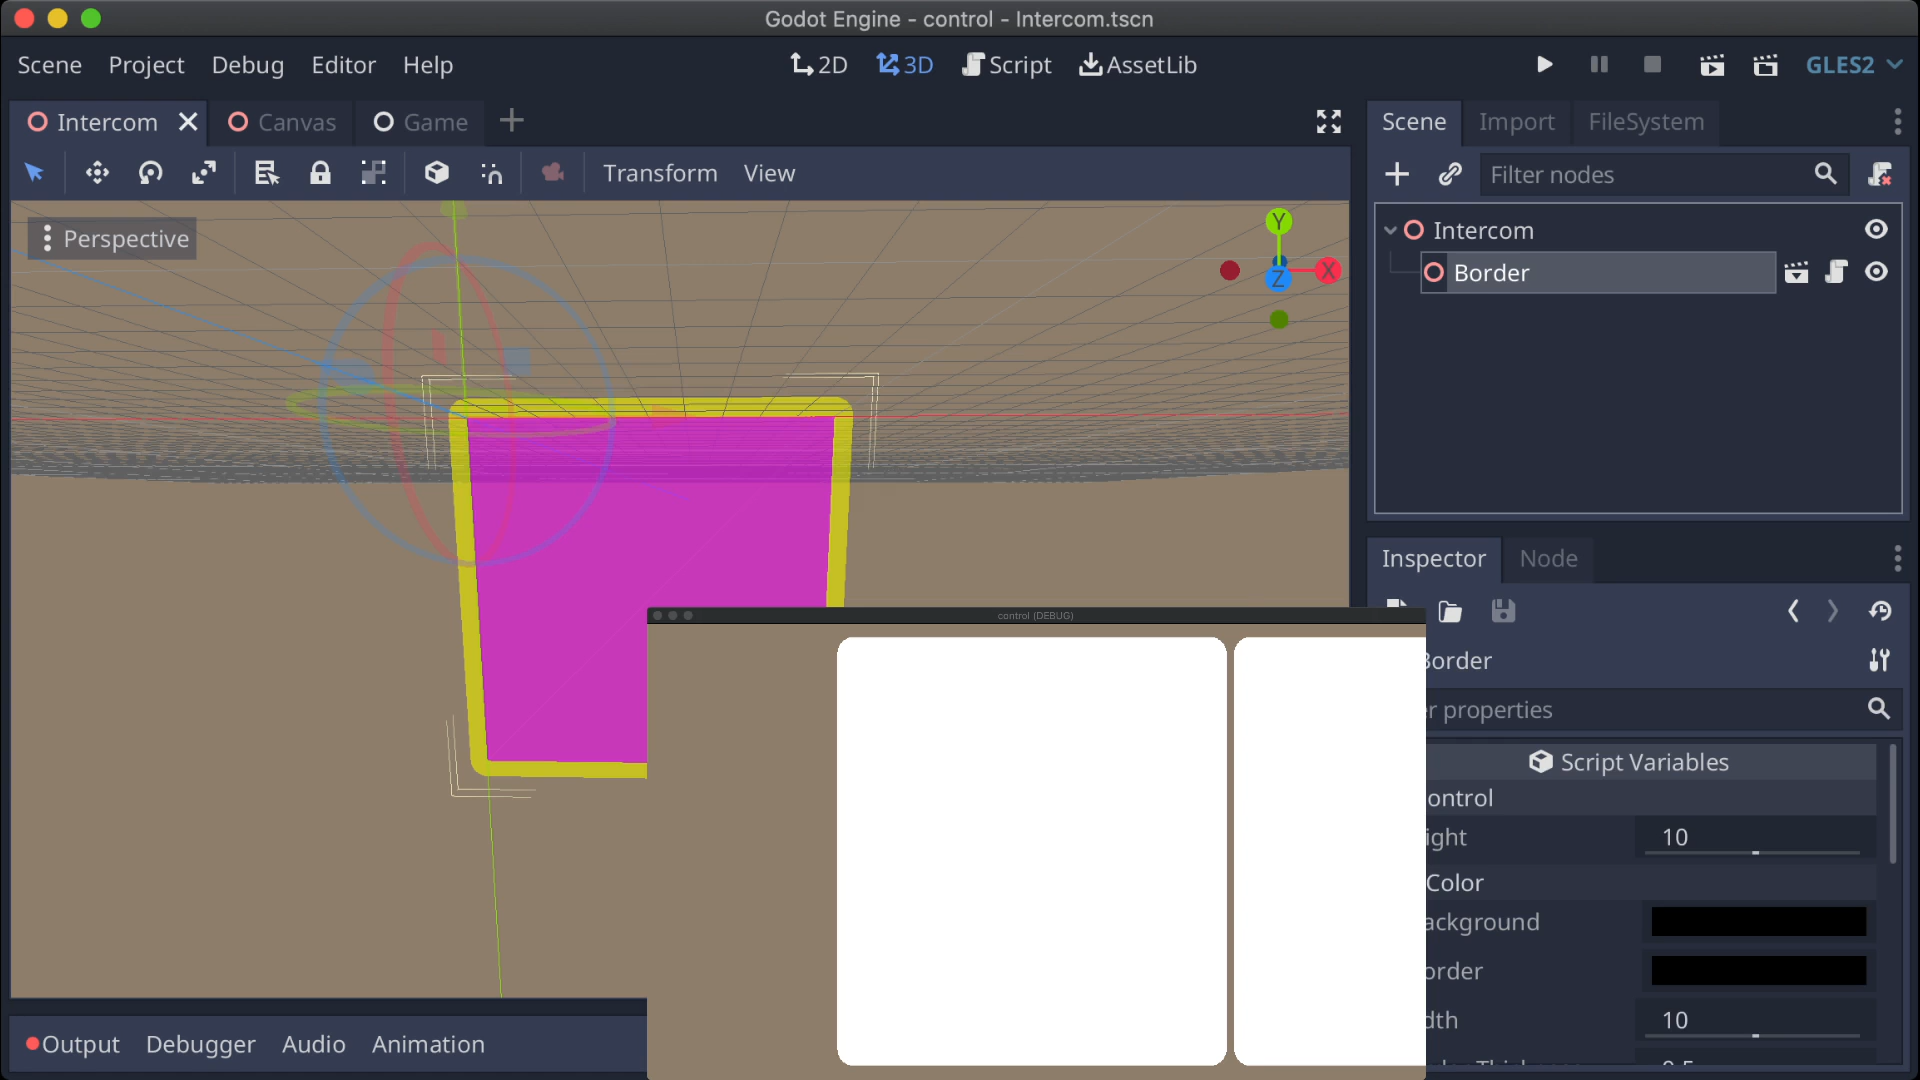 Godot Engine - control - Intercom.tscn
Scene Project Debug Editor Help
2D 3D Script AssetLib
GLES2
Intercom Canvas Game
Transform View
Perspective
Y
X
Z
Scene Import FileSystem
Filter nodes
Intercom
Border
Inspector Node
control (DEBUG)
Border
r properties
Script Variables
ontrol
ight 10
Color
ackground
order
dth 10
Output Debugger Audio Animation